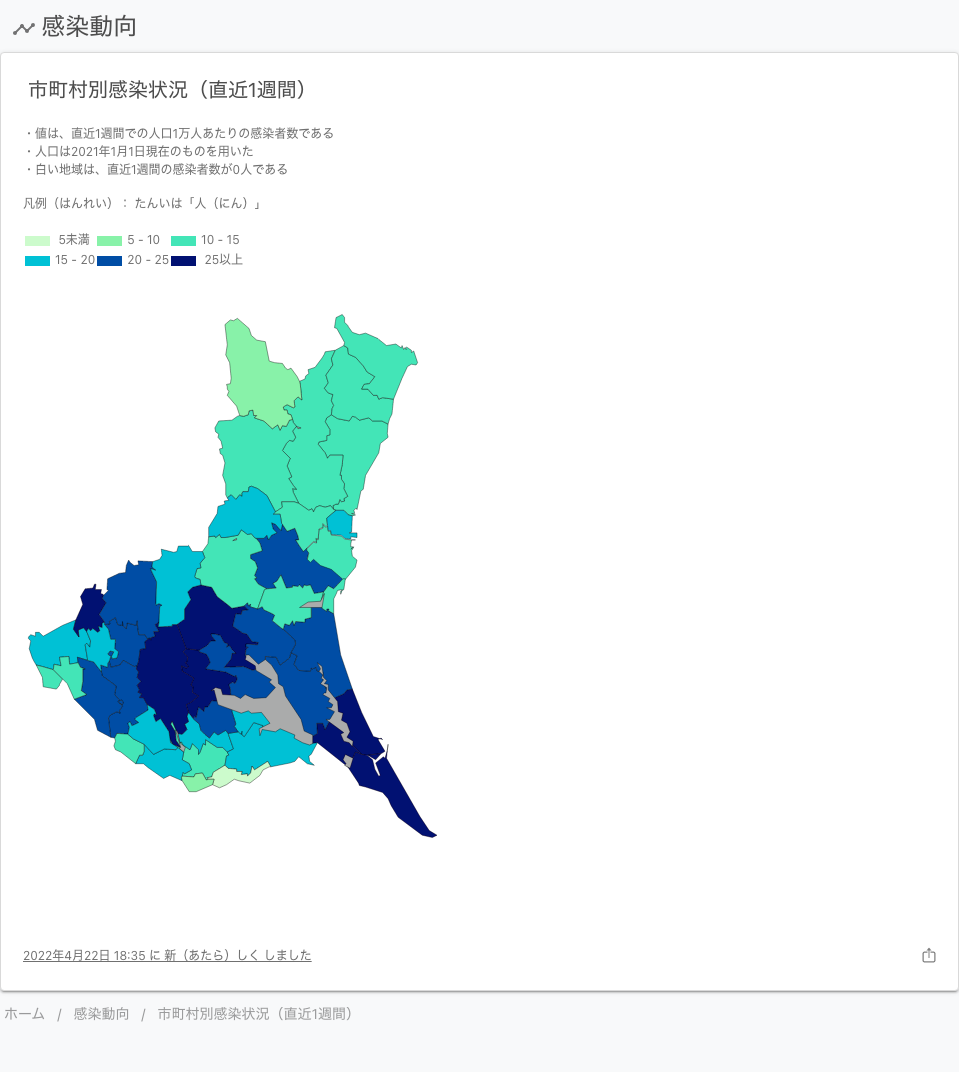 感染動向
市町村別感染状況（直近1週間）
・値は、直近1週間での人口1万人あたりの感染者数である
・人口は2021年1月1日現在のものを用いた
・白い地域は、直近1週間の感染者数が0人である
凡例（はんれい）： たんいは「人（にん）」
5未満 5 - 10 10 - 15
15 - 20 20 - 25 25以上
2022年4月22日 18:35 に 新（あたら）しく しました
ホーム / 感染動向 / 市町村別感染状況（直近1週間）